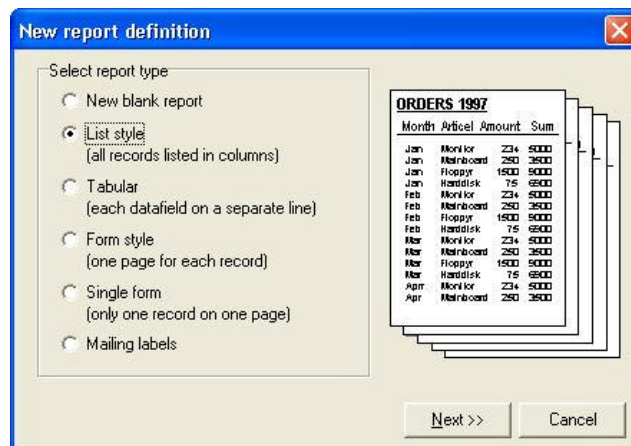 New report definition
Select report type
New blank report
List style
(all records listed in columns)
Tabular
(each datafield on a separate line)
Form style
(one page for each record)
Single form
(only one record on one page)
Mailing labels
ORDERS 1997
Month Articel Amount Sum
Jan Monitor 234 5000
Jan Mainboard 250 3500
Jan Floppyr 1500 9000
Jan Harddisk 75 6900
Feb Monitor 234 5000
Feb Mainboard 250 3500
Feb Floppyr 1500 9000
Feb Harddisk 75 6900
Mar Monitor 234 5000
Mar Mainboard 250 3500
Mar Floppyr 1500 9000
Mar Harddisk 75 6900
Aprr Monitor 234 5000
Apr Mainboard 250 3500
Next >>
Cancel